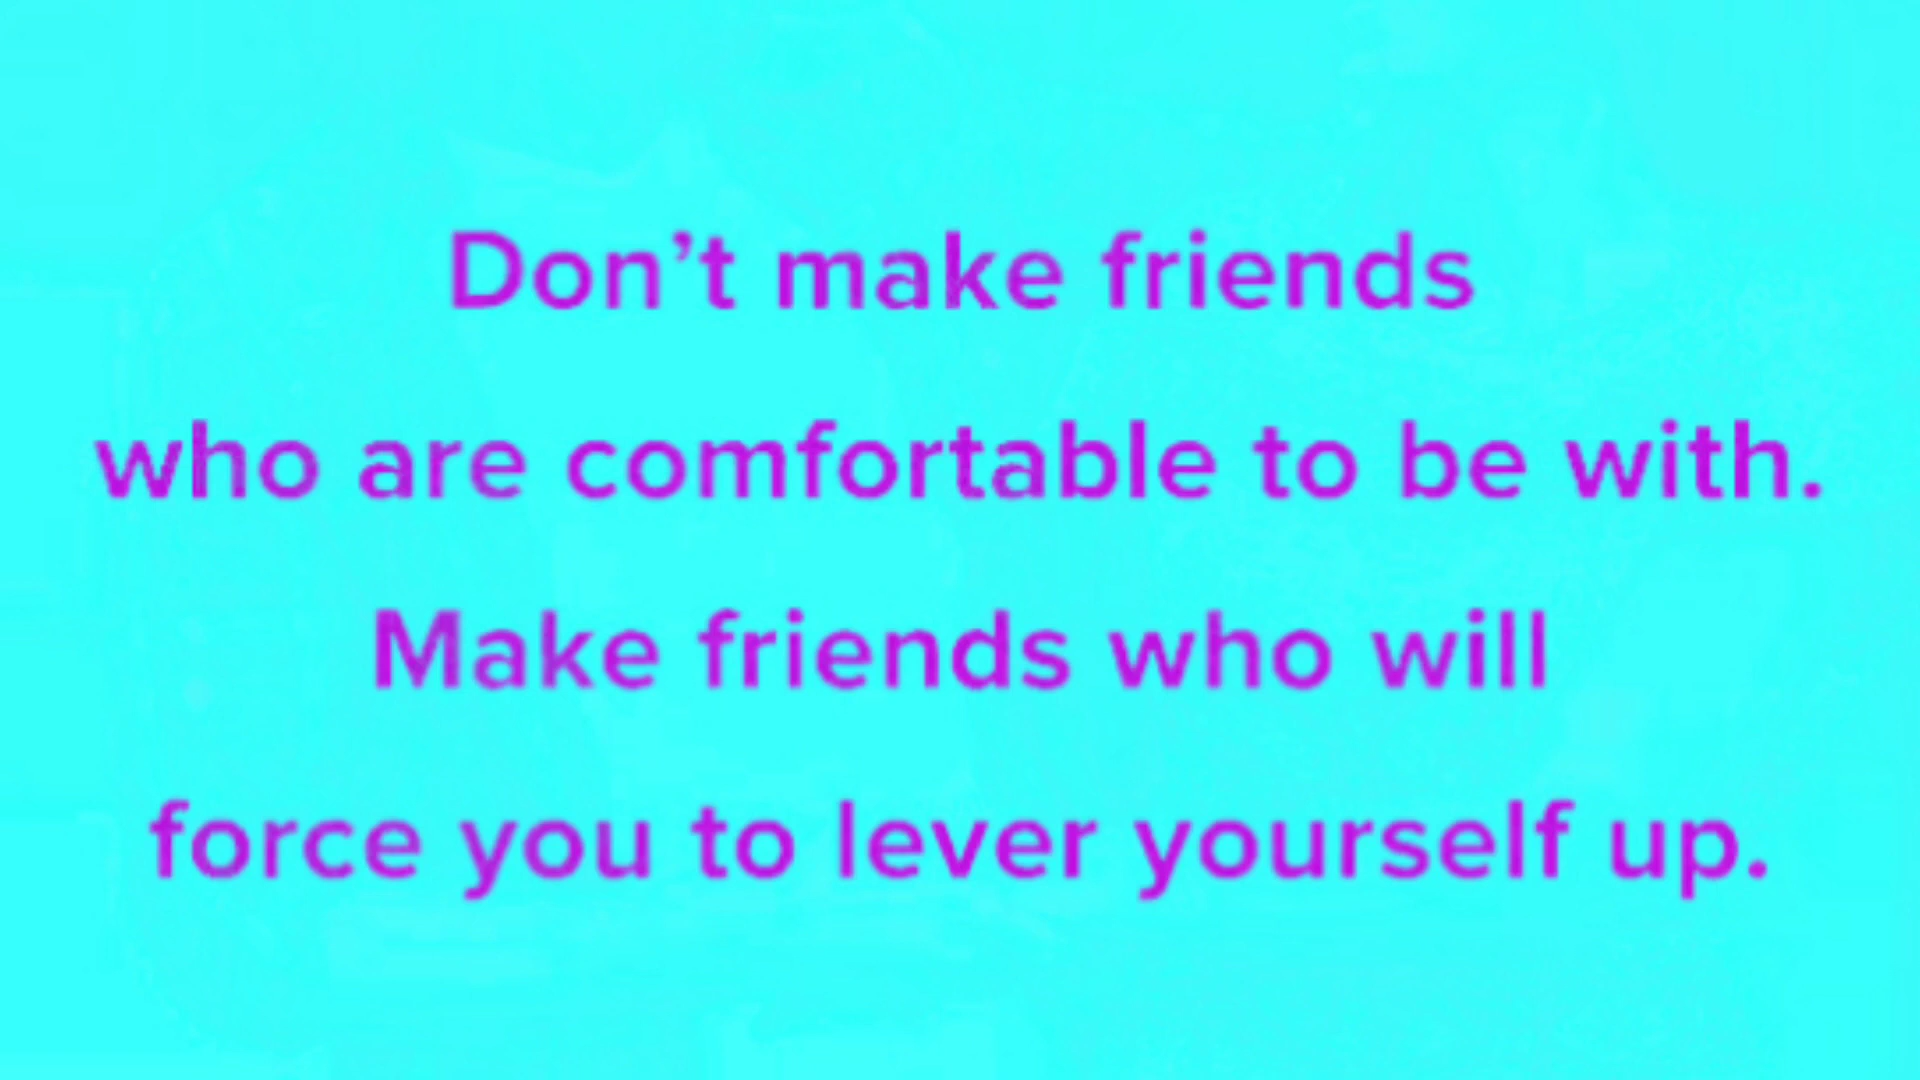 Don’t make friends
who are comfortable to be with.
Make friends who will
force you to lever yourself up.